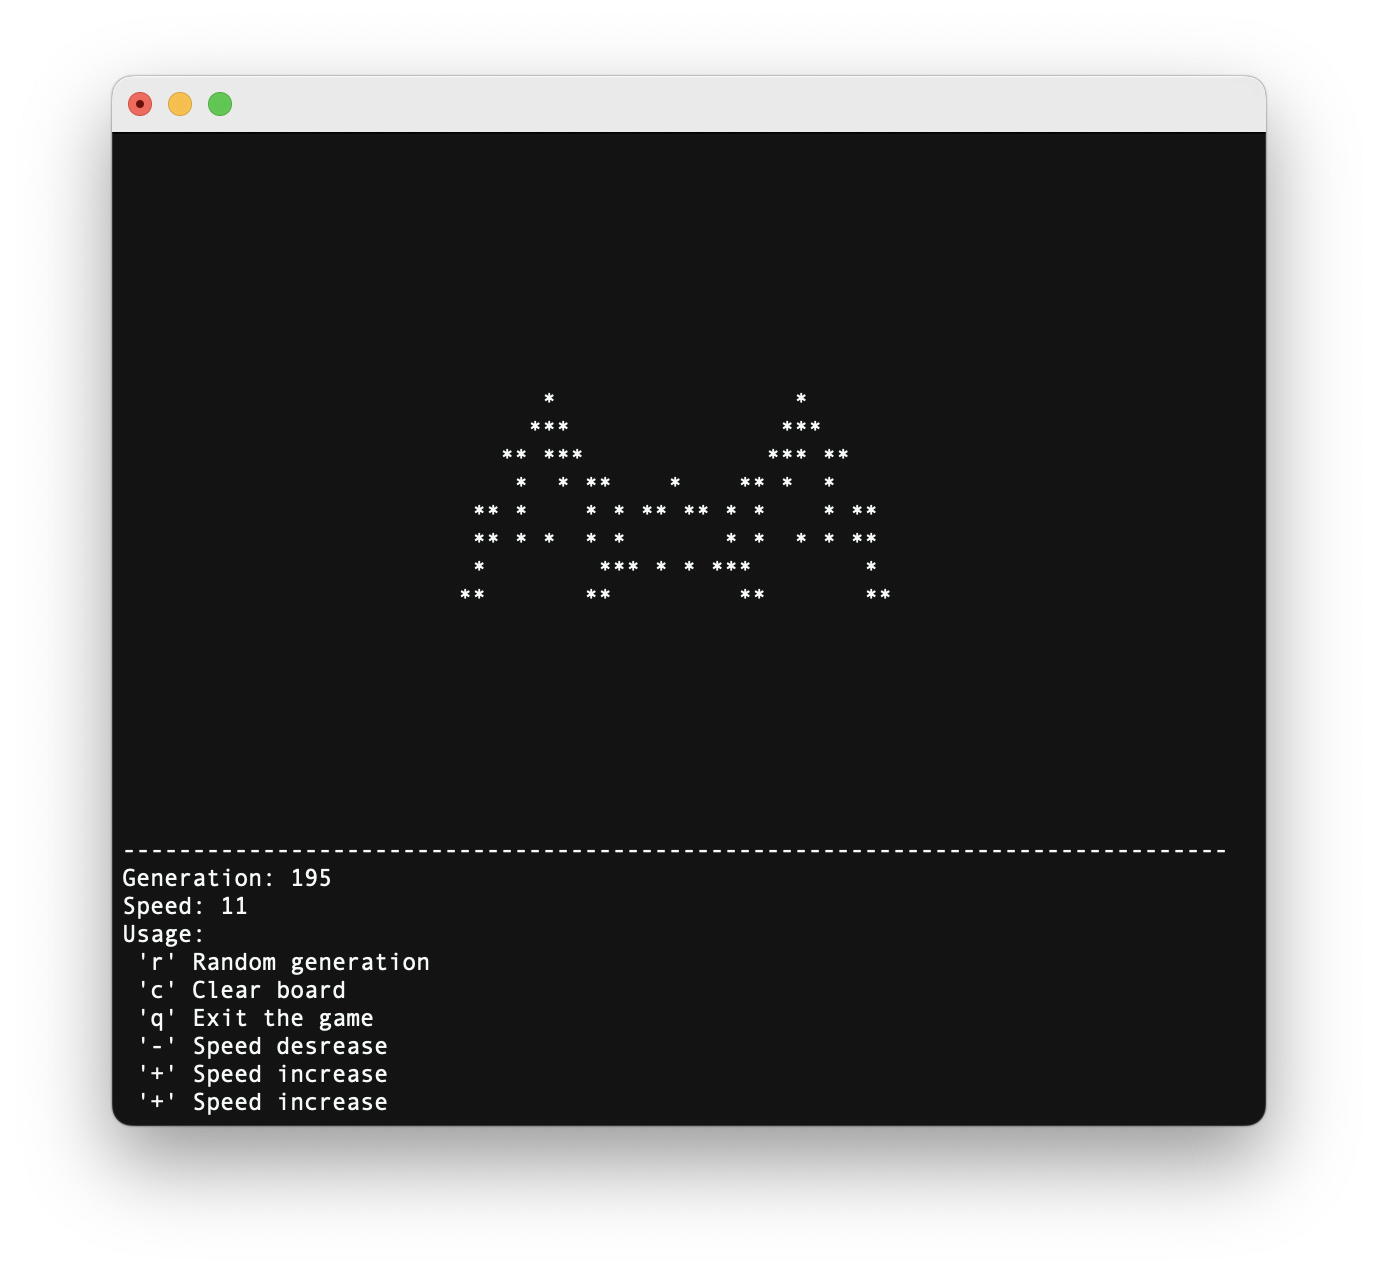 *                 *
                             ***               ***
                           ** ***             *** **
                            *  * **    *    ** *  *
                         ** *    * * ** ** * *    * **
                         ** * *  * *       * *  * * **
                         *        *** * * ***        *
                        **       **         **       **
-------------------------------------------------------------------------------
Generation: 195
Speed: 11
Usage:
 'r' Random generation
 'c' Clear board
 'q' Exit the game
 '-' Speed desrease
 '+' Speed increase
 '+' Speed increase